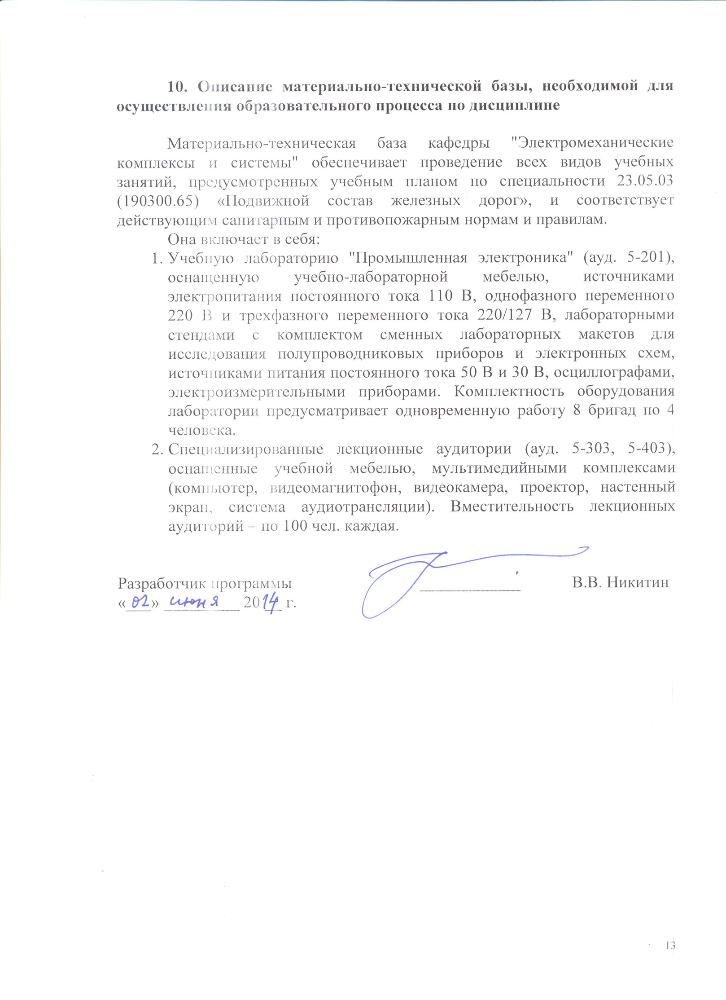 10. Описание материально-технической базы, необходимой для
осуществления образовательного процесса по дисциплине
Материально-техническая база кафедры "Электромеханические
комплексы и системы" обеспечивает проведение всех видов учебных
занятий, предусмотренных учебным планом по специальности 23.05.03
(190300.65) «Подвижной состав железных дорог», и соответствует
действующим санитарным и противопожарным нормам и правилам.
Она включает в себя:
1. Учебную лабораторию "Промышленная электроника" (ауд. 5-201),
оснащенную учебно-лабораторной мебелью, источниками
электропитания постоянного тока 110 В, однофазного переменного
220 В и трехфазного переменного тока 220/127 В, лабораторными
стендами с комплектом сменных лабораторных макетов для
исследования полупроводниковых приборов и электронных схем,
источниками питания постоянного тока 50 В и 30 В, осциллографами,
электроизмерительными приборами. Комплектность оборудования
лаборатории предусматривает одновременную работу 8 бригад по 4
человека.
2. Специализированные лекционные аудитории (ауд. 5-303, 5-403),
оснащенные учебной мебелью, мультимедийными комплексами
(компьютер, видеомагнитофон, видеокамера, проектор, настенный
экран, система аудиотрансляции). Вместительность лекционных
аудиторий – по 100 чел. каждая.
Разработчик программы ____________ В.В. Никитин
«02» июня 2014 г.
13